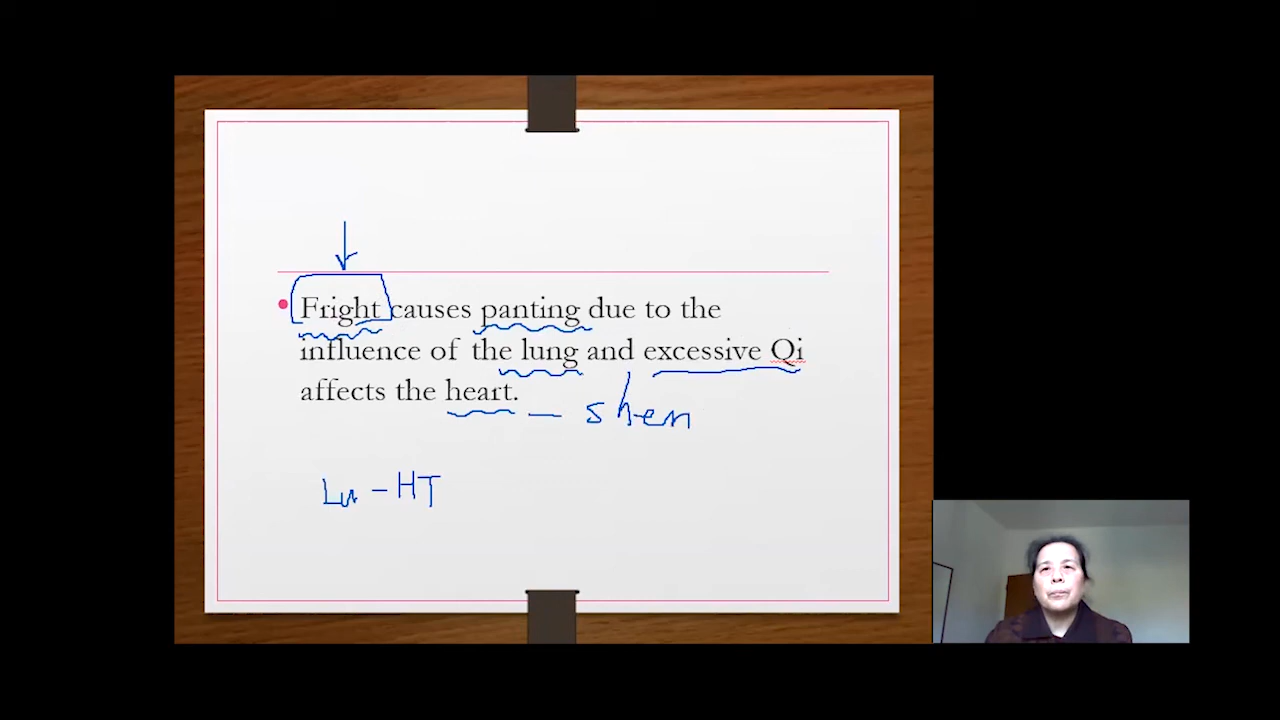 • Fright causes panting due to the
influence of the lung and excessive Qi
affects the heart. – shen
Lu – HT